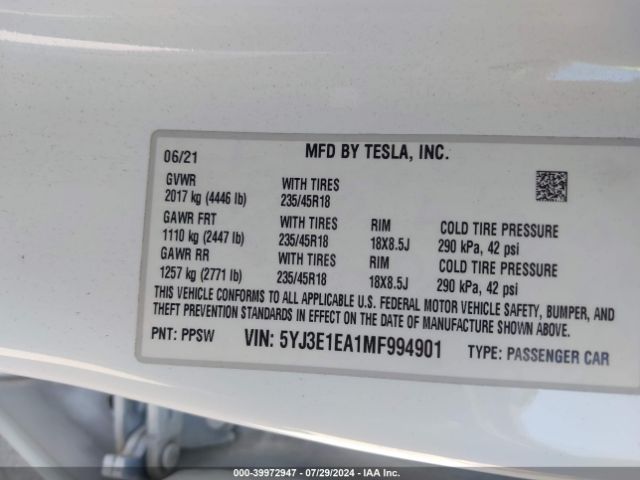 06/21 MFD BY TESLA, INC.
GVWR WITH TIRES
2017 kg (4446 lb) 235/45R18
GAWR FRT WITH TIRES RIM COLD TIRE PRESSURE
1110 kg (2447 lb) 235/45R18 18X8.5J 290 kPa, 42 psi
GAWR RR WITH TIRES RIM COLD TIRE PRESSURE
1257 kg (2771 lb) 235/45R18 18X8.5J 290 kPa, 42 psi
THIS VEHICLE CONFORMS TO ALL APPLICABLE U.S. FEDERAL MOTOR VEHICLE SAFETY, BUMPER, AND
THEFT PREVENTION STANDARDS IN EFFECT ON THE DATE OF MANUFACTURE SHOWN ABOVE.
PNT: PPSW VIN: 5YJ3E1EA1MF994901 TYPE: PASSENGER CAR
000-39972947 - 07/29/2024 - IAA Inc.